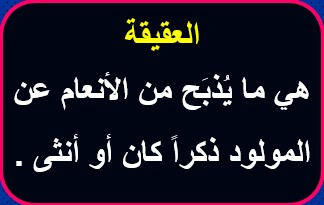 العقيقة
هي ما يُذبَح من الأنعام عن
المولود ذكراً كان أو أنثى .